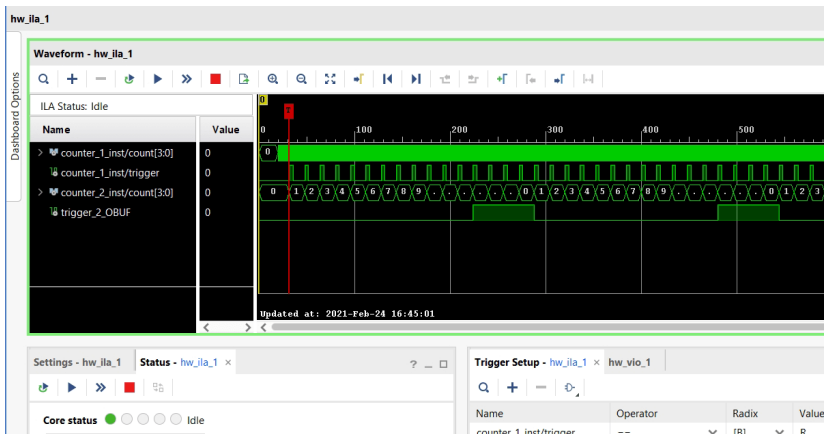 hw_ila_1
Dashboard Options
Waveform - hw_ila_1
ILA Status: Idle
Name Value
0
T
0 100 200 300 400 500
counter_1_inst/count[3:0] 0 0
counter_1_inst/trigger 0
counter_2_inst/count[3:0] 0 0 1 2 3 4 5 6 7 8 9 . . . . . . 0 1 2 3 4 5 6 7 8 9 . . . . . . 0 1 2 3
trigger_2_OBUF 0
Updated at: 2021-Feb-24 16:45:01
Settings - hw_ila_1 Status - hw_ila_1 × ? _ □
Core status Idle
Trigger Setup - hw_ila_1 × hw_vio_1
Name Operator Radix Value
counter_1_inst/trigger == [B] R